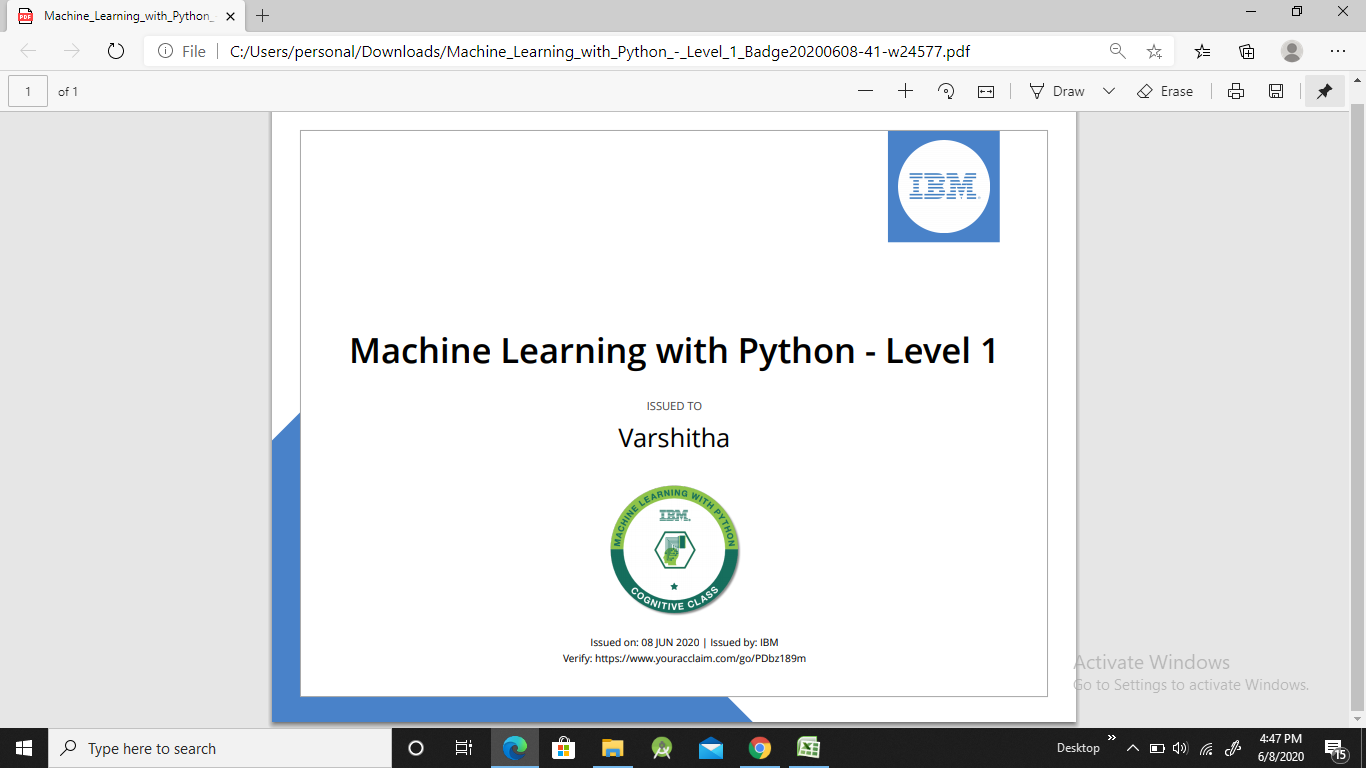 Machine_Learning_with_Python_-
File
C:/Users/personal/Downloads/Machine_Learning_with_Python_-_Level_1_Badge20200608-41-w24577.pdf
1
of 1
Draw
Erase
IBM
Machine Learning with Python - Level 1
ISSUED TO
Varshitha
MACHINE LEARNING WITH PYTHON
IBM
COGNITIVE CLASS
Issued on: 08 JUN 2020 | Issued by: IBM
Verify: https://www.youracclaim.com/go/PDbz189m
Activate Windows
Go to Settings to activate Windows.
Type here to search
Desktop
4:47 PM
6/8/2020
15